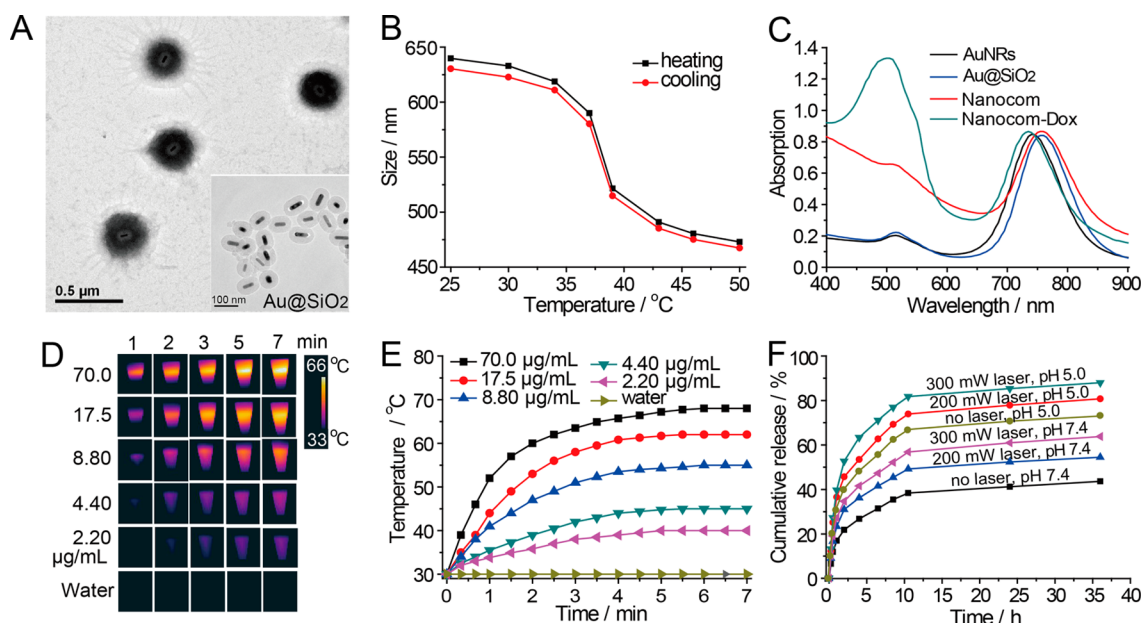 A
0.5 µm
100 nm
Au@SiO2
B
650
600
550
500
450
Size / nm
heating
cooling
25 30 35 40 45 50
Temperature / °C
C
1.4
1.2
1.0
0.8
0.6
0.4
0.2
0.0
Absorption
AuNRs
Au@SiO2
Nanocom
Nanocom-Dox
400 500 600 700 800 900
Wavelength / nm
D
1 2 3 5 7 min
70.0
17.5
8.80
4.40
2.20
µg/mL
Water
°C
66
33
°C
E
80
70
60
50
40
30
Temperature / °C
70.0 µg/mL
17.5 µg/mL
8.80 µg/mL
4.40 µg/mL
2.20 µg/mL
water
0 1 2 3 4 5 6 7
Time / min
F
100
80
60
40
20
0
Cumulative release / %
300 mW laser, pH 5.0
200 mW laser, pH 5.0
no laser, pH 5.0
300 mW laser, pH 7.4
200 mW laser, pH 7.4
no laser, pH 7.4
0 5 10 15 20 25 30 35 40
Time / h